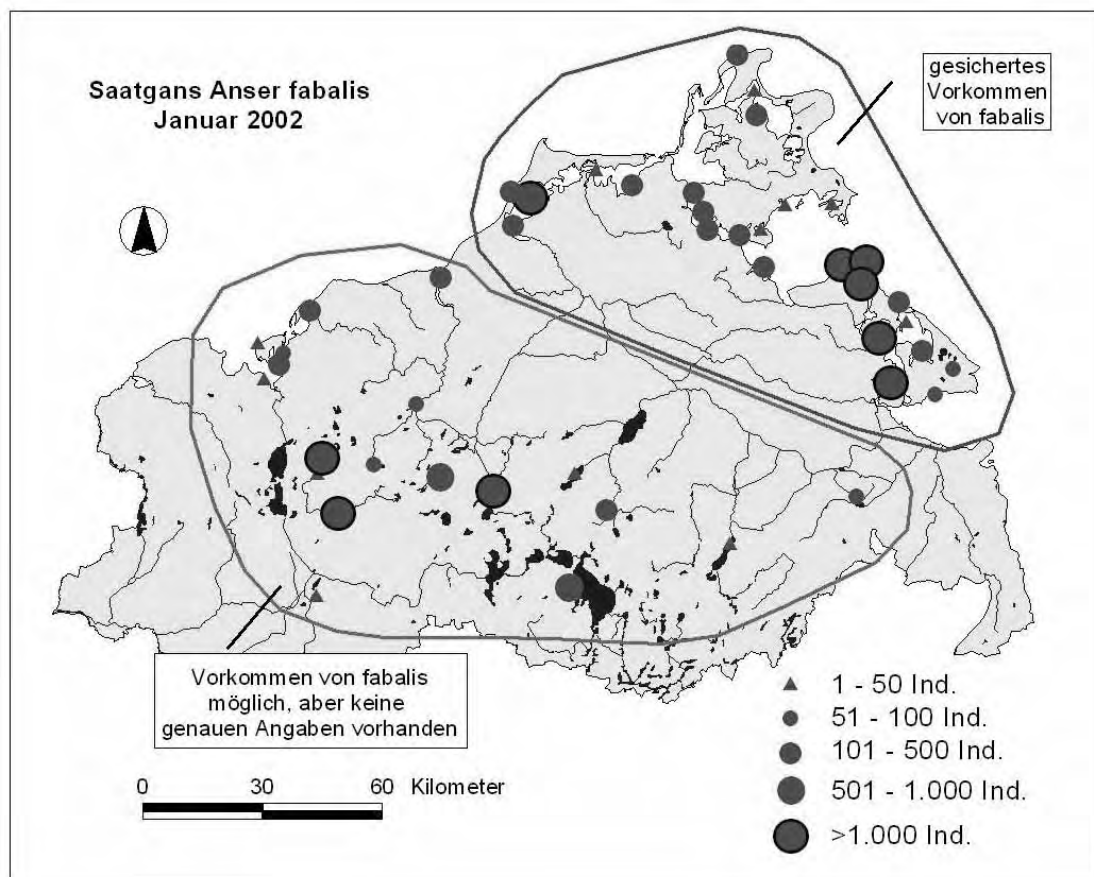 Saatgans Anser fabalis
Januar 2002
gesichertes
Vorkommen
von fabalis
Vorkommen von fabalis
möglich, aber keine
genauen Angaben vorhanden
0 30 60 Kilometer
1 - 50 Ind.
51 - 100 Ind.
101 - 500 Ind.
501 - 1.000 Ind.
>1.000 Ind.